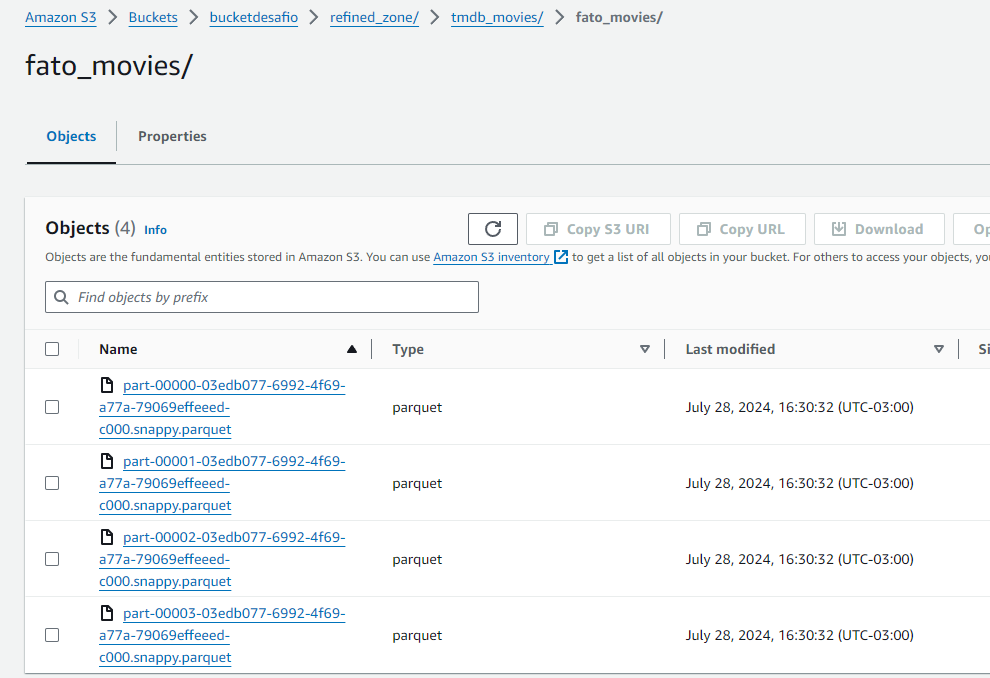 Amazon S3 > Buckets > bucketdesafio > refined_zone/ > tmdb_movies/ > fato_movies/
fato_movies/
Objects Properties
Objects (4) Info Copy S3 URI Copy URL Download
Objects are the fundamental entities stored in Amazon S3. You can use Amazon S3 inventory to get a list of all objects in your bucket. For others to access your objects,
Find objects by prefix
Name Type Last modified
part-00000-03edb077-6992-4f69-
a77a-79069effeeed-
c000.snappy.parquet
parquet July 28, 2024, 16:30:32 (UTC-03:00)
part-00001-03edb077-6992-4f69-
a77a-79069effeeed-
c000.snappy.parquet
parquet July 28, 2024, 16:30:32 (UTC-03:00)
part-00002-03edb077-6992-4f69-
a77a-79069effeeed-
c000.snappy.parquet
parquet July 28, 2024, 16:30:32 (UTC-03:00)
part-00003-03edb077-6992-4f69-
a77a-79069effeeed-
c000.snappy.parquet
parquet July 28, 2024, 16:30:32 (UTC-03:00)